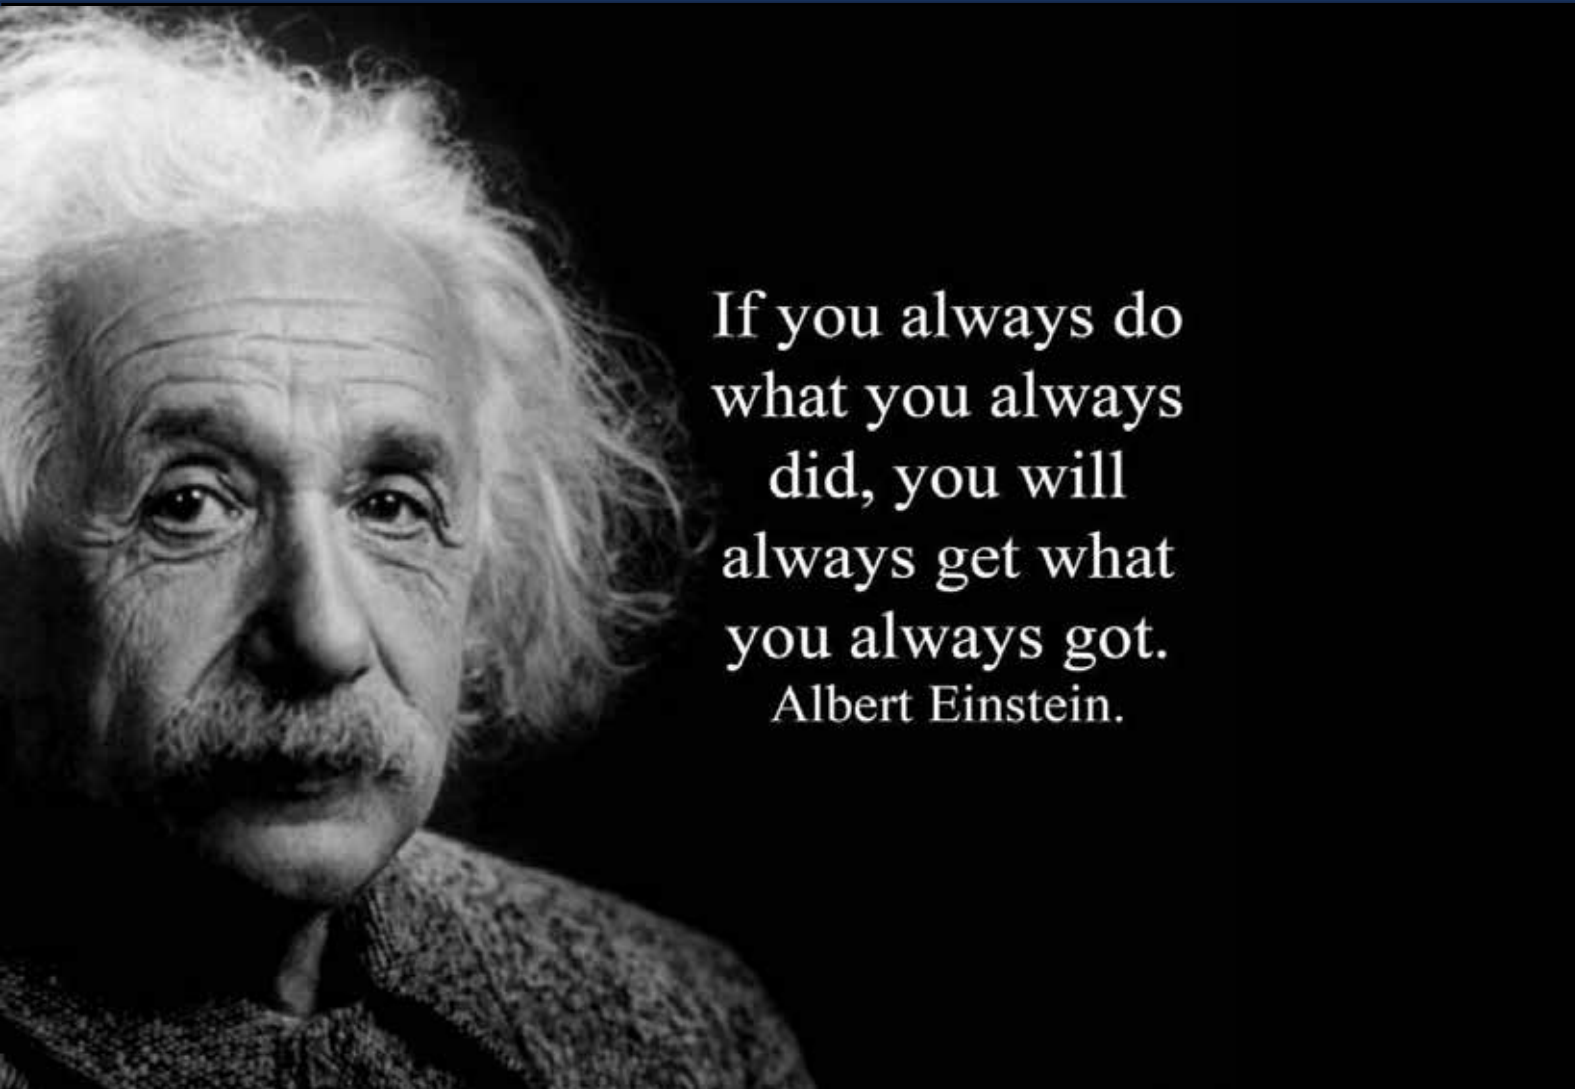 If you always do
what you always
did, you will
always get what
you always got.
Albert Einstein.